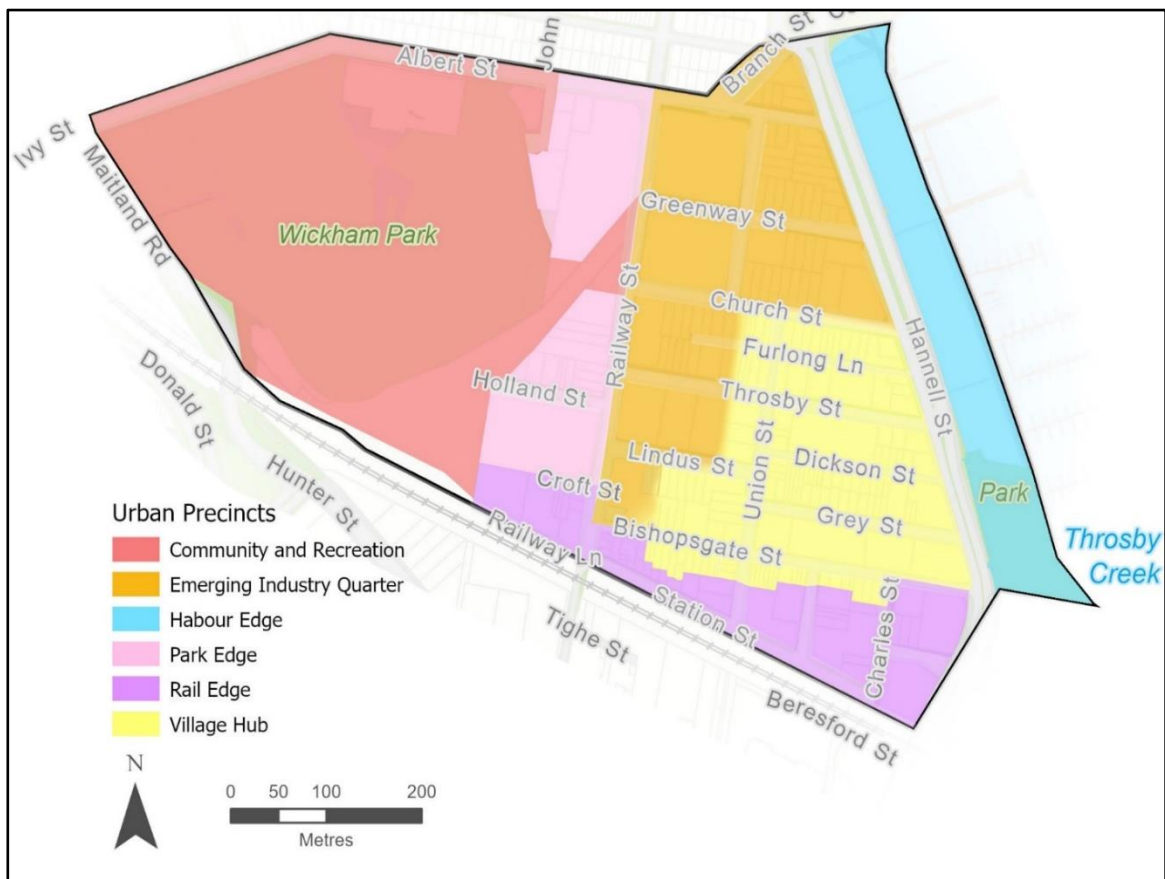 Branch St
John
Albert St
Ivy St
Maitland Rd
Wickham Park
Greenway St
Railway St
Church St
Hannell St
Furlong Ln
Throsby St
Holland St
Donald St
Lindus St
Union St
Dickson St
Hunter St
Croft St
Park
Grey St
Railway Ln
Bishopsgate St
Throsby
Creek
Station St
Charles St
Tighe St
Beresford St
Urban Precincts
Community and Recreation
Emerging Industry Quarter
Habour Edge
Park Edge
Rail Edge
Village Hub
N
0 50 100 200
Metres